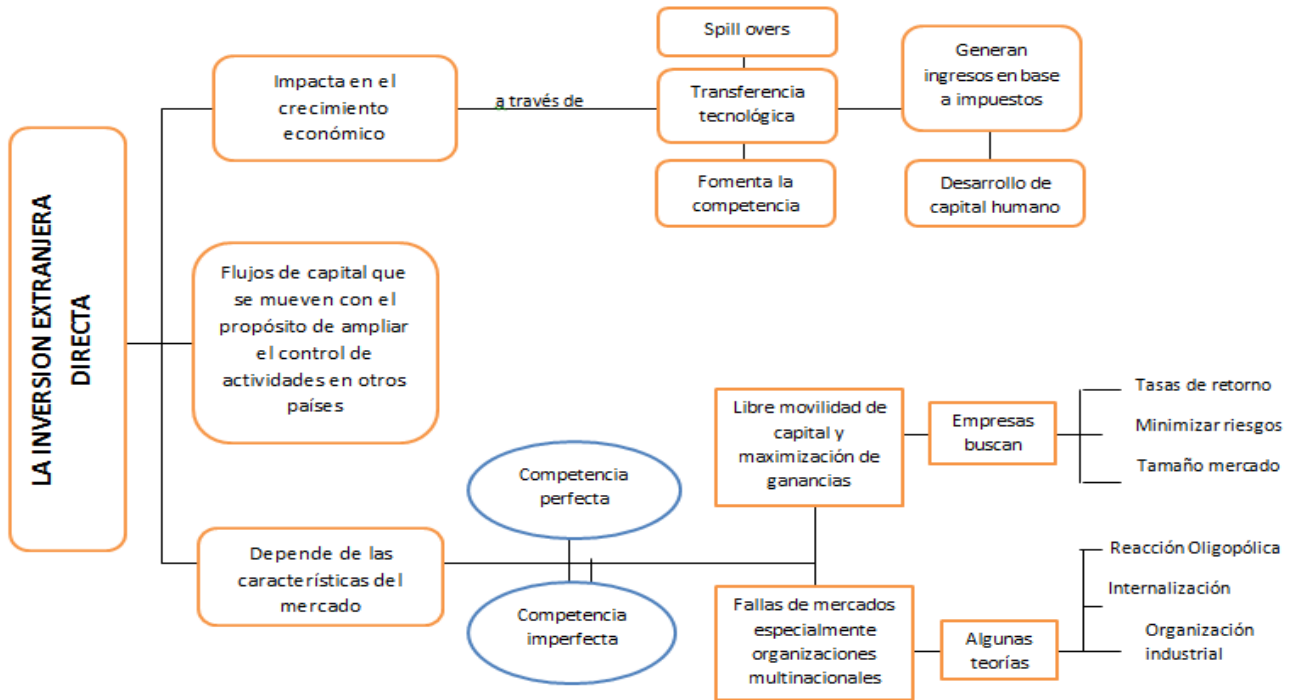 LA INVERSION EXTRANJERA
DIRECTA
Impacta en el
crecimiento
económico
a través de
Spill overs
Transferencia
tecnológica
Fomenta la
competencia
Generan
ingresos en base
a impuestos
Desarrollo de
capital humano
Flujos de capital que
se mueven con el
propósito de ampliar
el control de
actividades en otros
países
Depende de las
características del
mercado
Competencia
perfecta
Competencia
imperfecta
Libre movilidad de
capital y
maximización de
ganancias
Empresas
buscan
Tasas de retorno
Minimizar riesgos
Tamaño mercado
Fallas de mercados
especialmente
organizaciones
multinacionales
Algunas
teorías
Reacción Oligopólica
Internalización
Organización
industrial